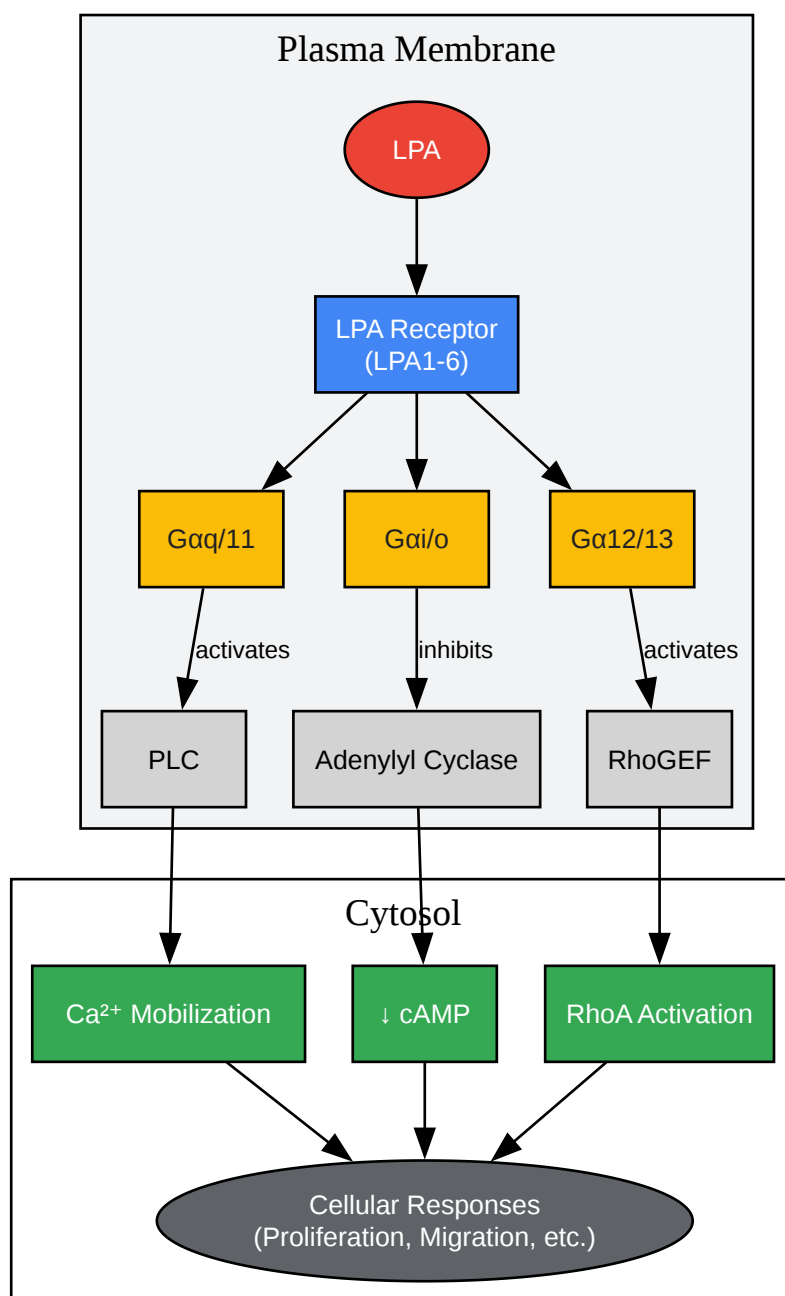 Plasma Membrane
LPA
LPA Receptor
(LPA1-6)
Gαq/11
Gαi/o
Gα12/13
activates
inhibits
activates
PLC
Adenylyl Cyclase
RhoGEF
Cytosol
Ca²⁺ Mobilization
↓ cAMP
RhoA Activation
Cellular Responses
(Proliferation, Migration, etc.)